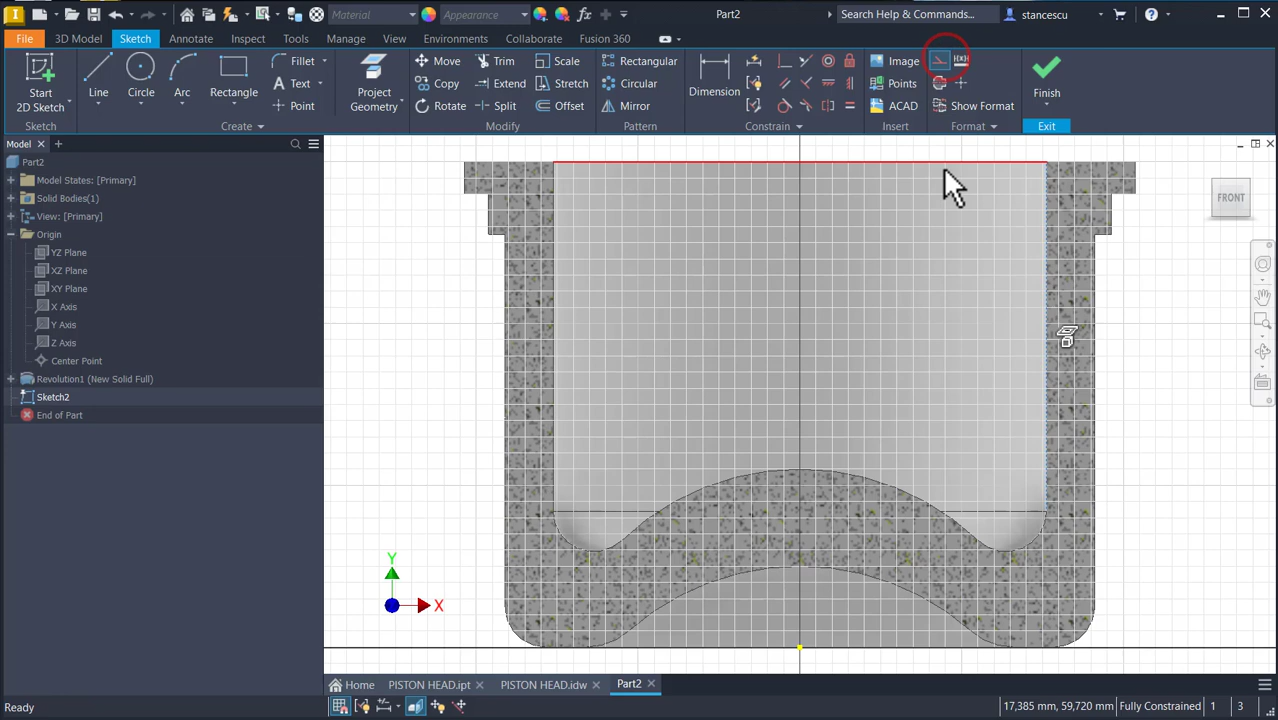 Material
Appearance
Part2
Search Help & Commands...
stancescu
File
3D Model
Sketch
Annotate
Inspect
Tools
Manage
View
Environments
Collaborate
Fusion 360
Start
2D Sketch
Line
Circle
Arc
Rectangle
Fillet
Text
Point
Project
Geometry
Move
Copy
Rotate
Trim
Extend
Split
Scale
Stretch
Offset
Rectangular
Circular
Mirror
Dimension
Image
Points
ACAD
Show Format
Finish
Sketch
Create
Modify
Pattern
Constrain
Insert
Format
Exit
Model
Part2
Model States: [Primary]
Solid Bodies(1)
View: [Primary]
Origin
YZ Plane
XZ Plane
XY Plane
X Axis
Y Axis
Z Axis
Center Point
Revolution1 (New Solid Full)
Sketch2
End of Part
FRONT
Y
X
Home
PISTON HEAD.ipt
PISTON HEAD.idw
Part2
Ready
17,385 mm, 59,720 mm
Fully Constrained
1
3